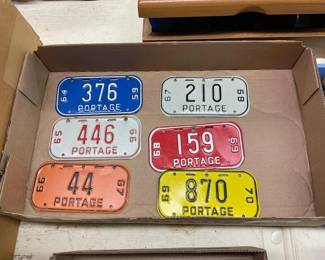 64 376 65
PORTAGE
67 210 68
PORTAGE
65 446 66
PORTAGE
68 159 69
PORTAGE
66 44 67
PORTAGE
69 870 70
PORTAGE